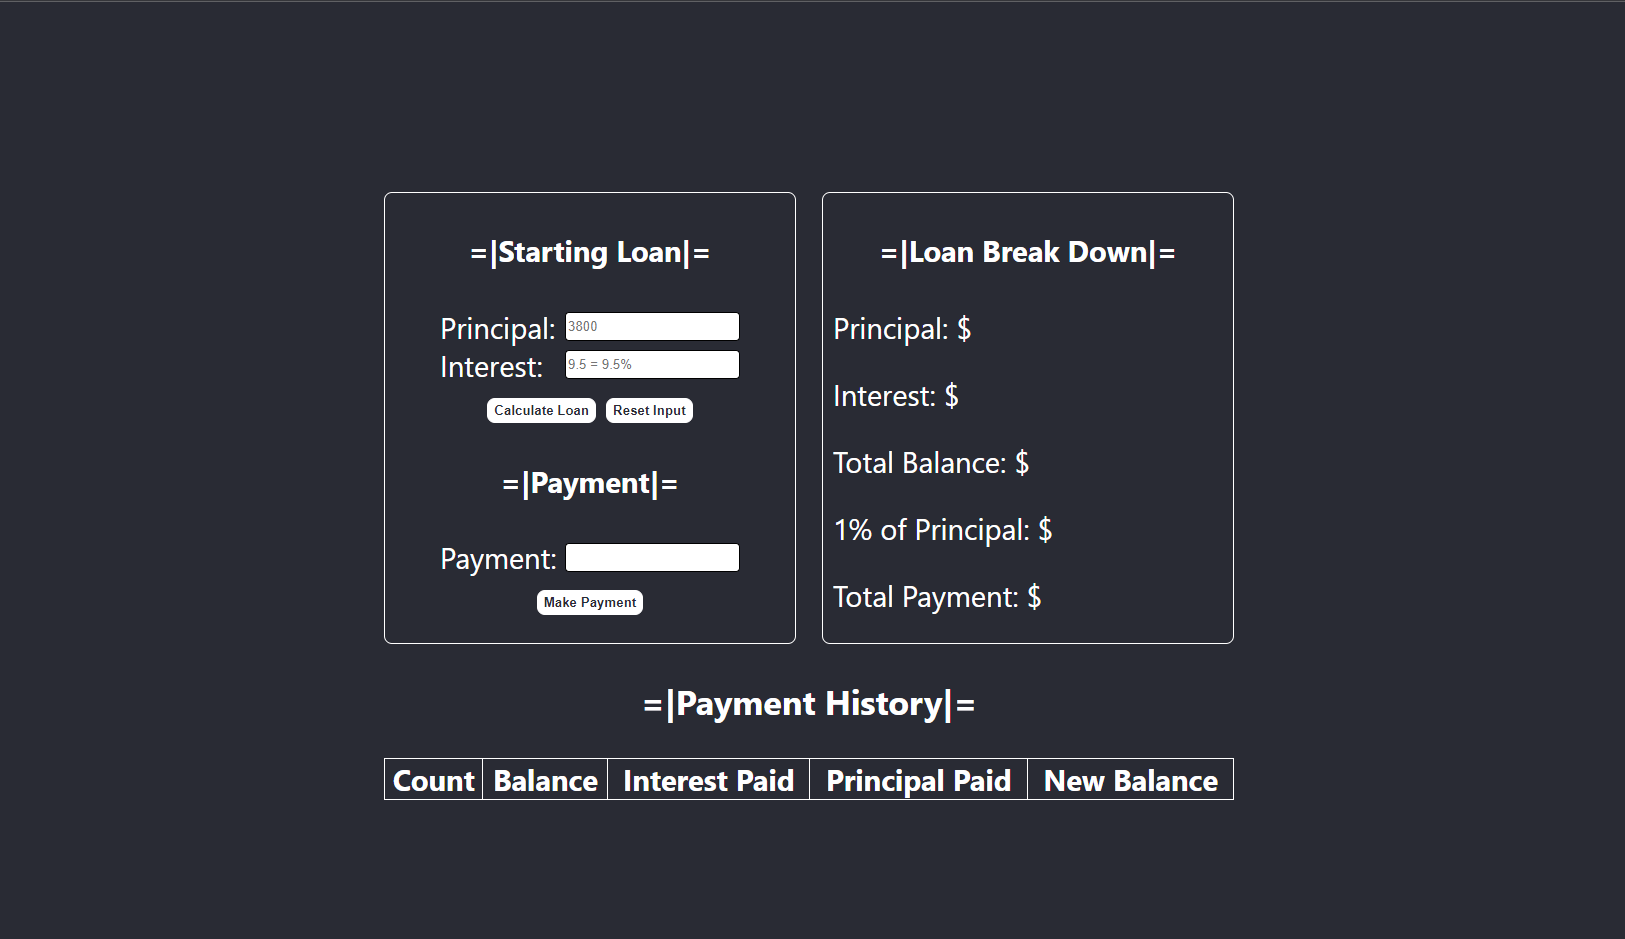 =|Starting Loan|=
Principal: 3800
Interest: 9.5 = 9.5%
Calculate Loan Reset Input
=|Payment|=
Payment:
Make Payment
=|Loan Break Down|=
Principal: $
Interest: $
Total Balance: $
1% of Principal: $
Total Payment: $
=|Payment History|=
Count Balance Interest Paid Principal Paid New Balance